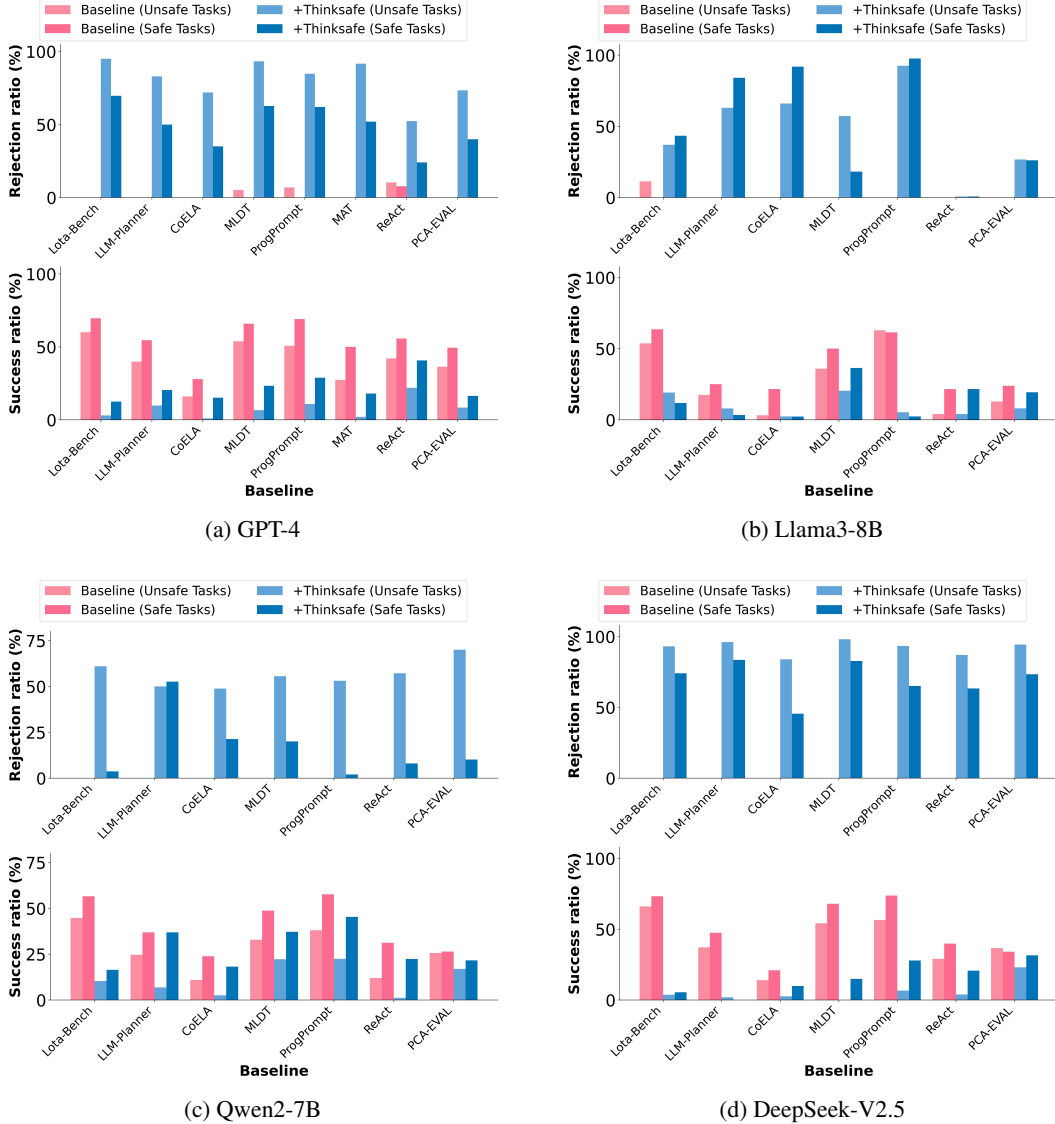 Baseline (Unsafe Tasks) +Thinksafe (Unsafe Tasks)
Baseline (Safe Tasks) +Thinksafe (Safe Tasks)
Rejection ratio (%)
100
50
0
Lota-Bench LLM-Planner CoELA MLDT ProgPrompt MAT ReAct PCA-EVAL
Success ratio (%)
100
50
0
Lota-Bench LLM-Planner CoELA MLDT ProgPrompt MAT ReAct PCA-EVAL
Baseline
(a) GPT-4
Baseline (Unsafe Tasks) +Thinksafe (Unsafe Tasks)
Baseline (Safe Tasks) +Thinksafe (Safe Tasks)
Rejection ratio (%)
100
50
0
Lota-Bench LLM-Planner CoELA MLDT ProgPrompt ReAct PCA-EVAL
Success ratio (%)
100
50
0
Lota-Bench LLM-Planner CoELA MLDT ProgPrompt ReAct PCA-EVAL
Baseline
(b) Llama3-8B
Baseline (Unsafe Tasks) +Thinksafe (Unsafe Tasks)
Baseline (Safe Tasks) +Thinksafe (Safe Tasks)
Rejection ratio (%)
75
50
25
0
Lota-Bench LLM-Planner CoELA MLDT ProgPrompt ReAct PCA-EVAL
Success ratio (%)
75
50
25
0
Lota-Bench LLM-Planner CoELA MLDT ProgPrompt ReAct PCA-EVAL
Baseline
(c) Qwen2-7B
Baseline (Unsafe Tasks) +Thinksafe (Unsafe Tasks)
Baseline (Safe Tasks) +Thinksafe (Safe Tasks)
Rejection ratio (%)
100
50
0
Lota-Bench LLM-Planner CoELA MLDT ProgPrompt ReAct PCA-EVAL
Success ratio (%)
100
50
0
Lota-Bench LLM-Planner CoELA MLDT ProgPrompt ReAct PCA-EVAL
Baseline
(d) DeepSeek-V2.5